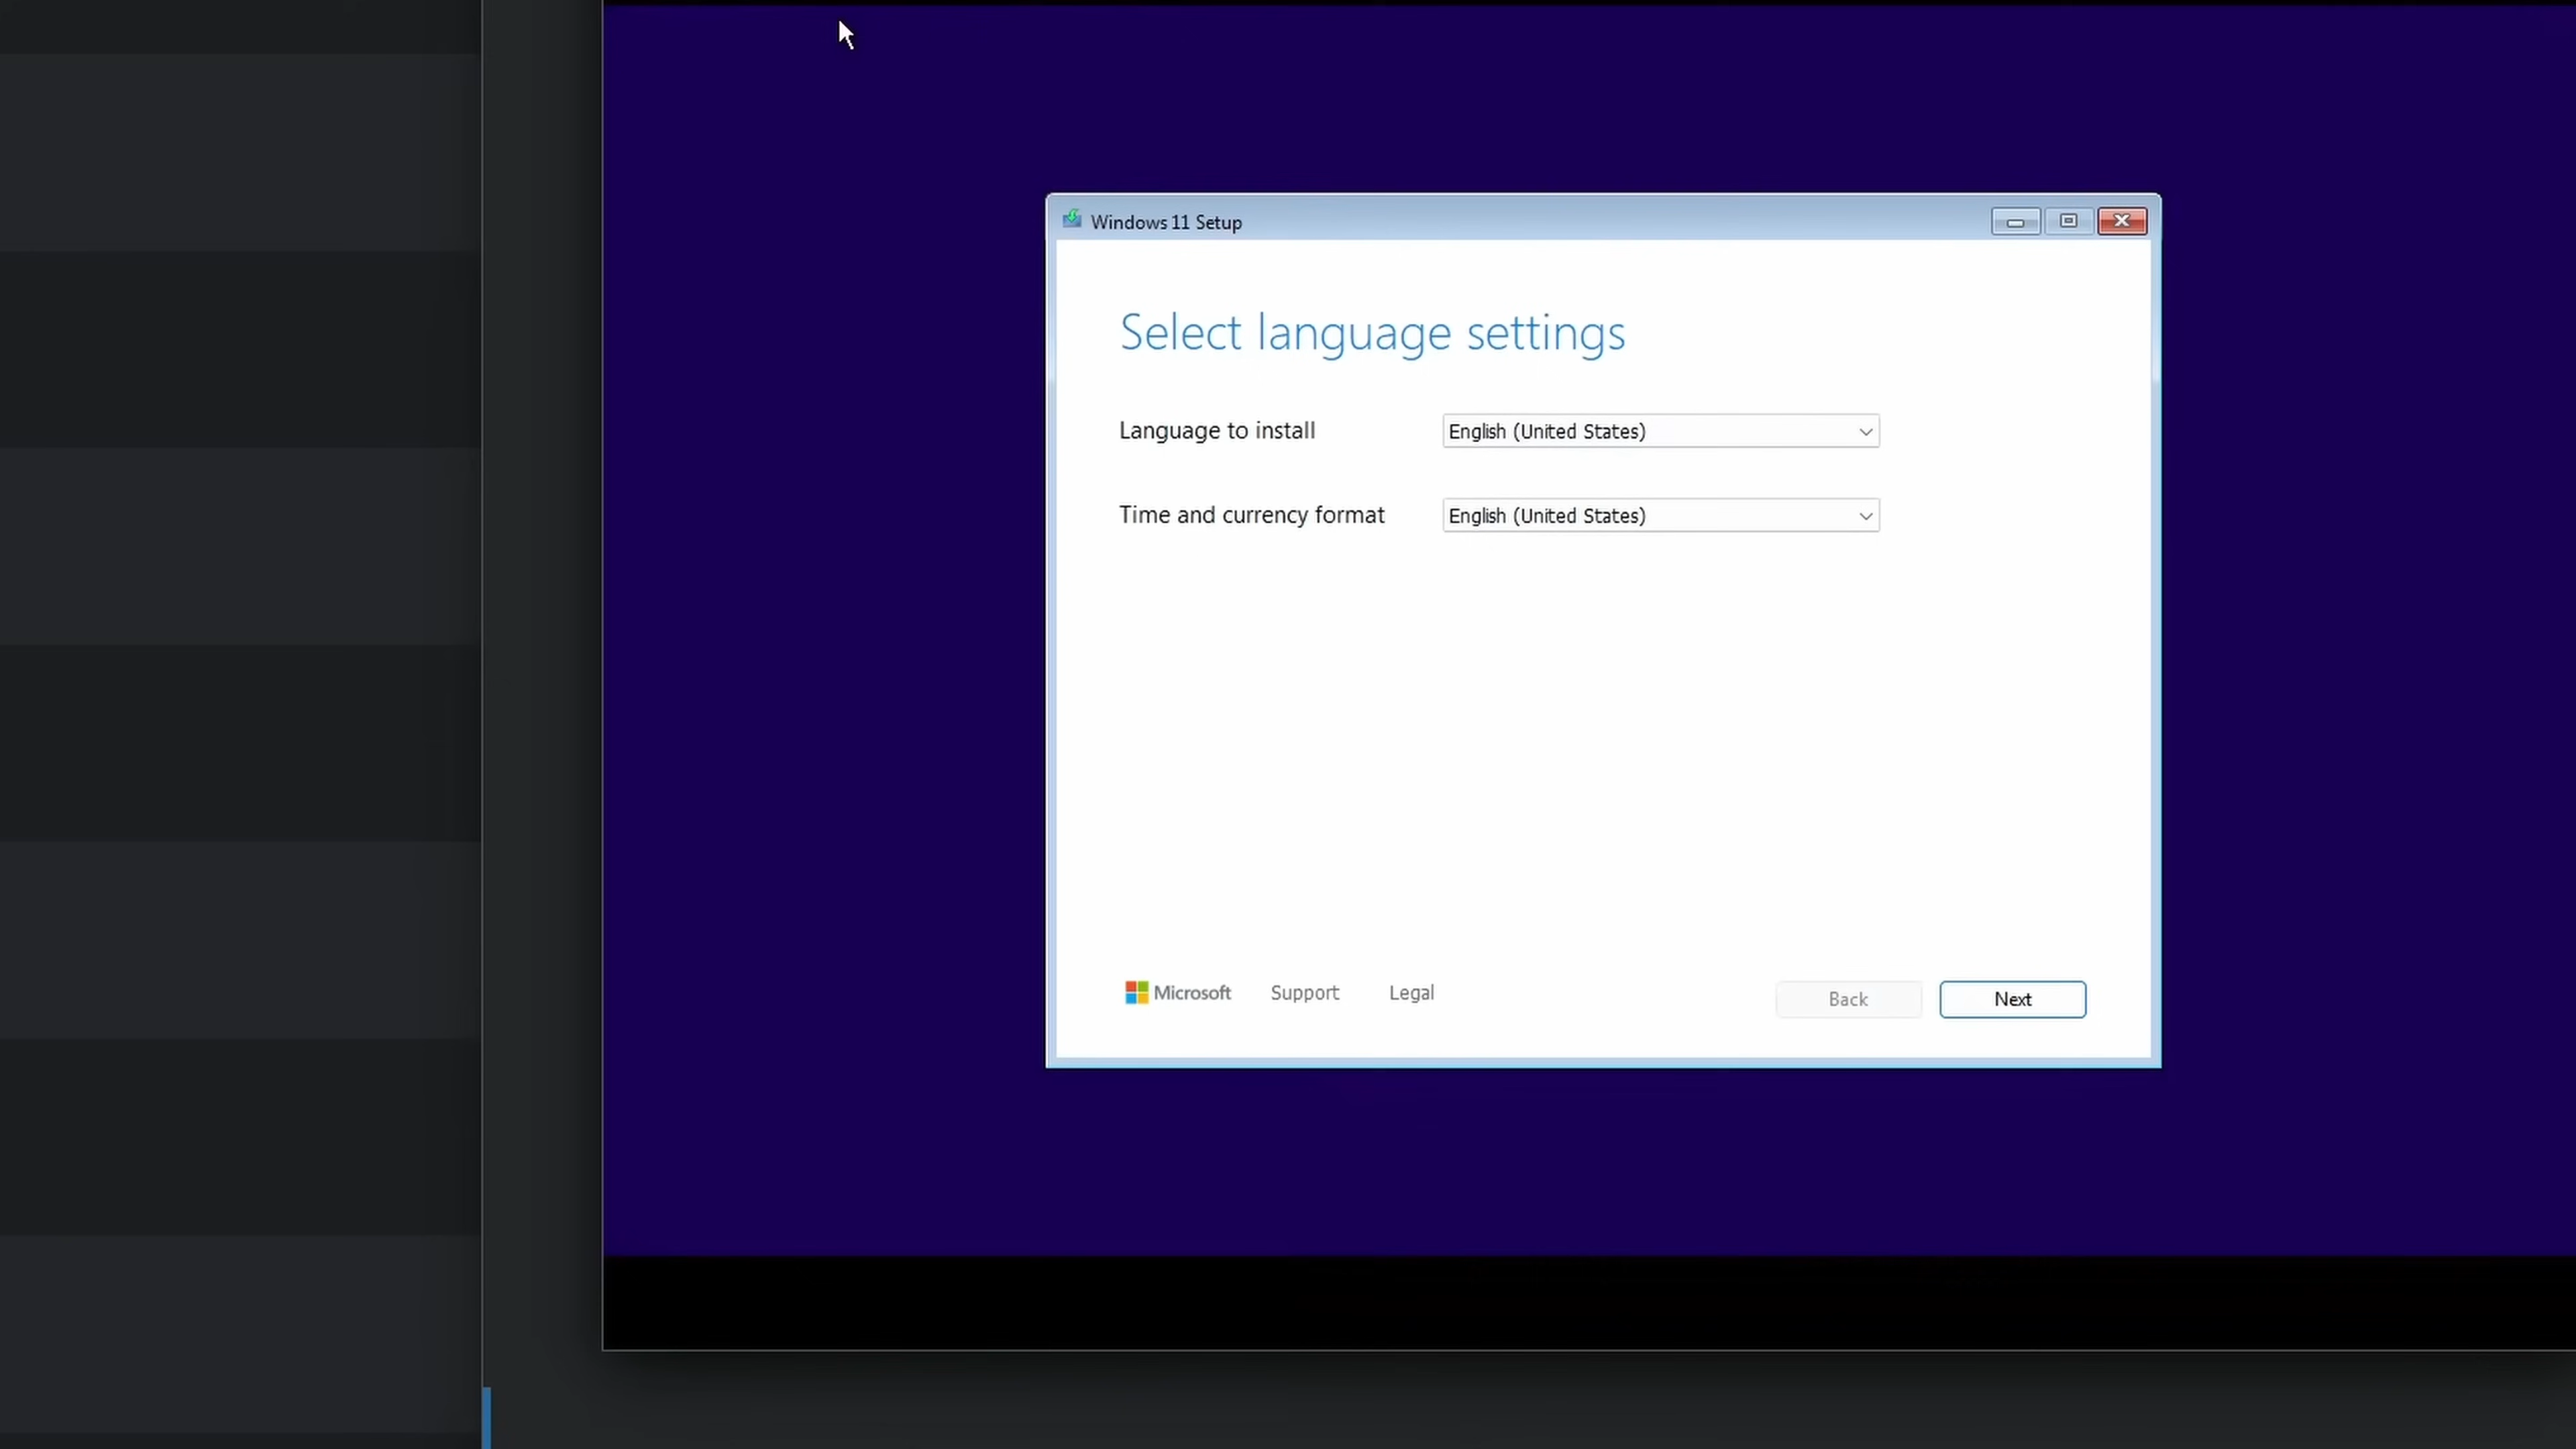 Windows 11 Setup
Select language settings
Language to install
English (United States)
Time and currency format
English (United States)
Microsoft
Support
Legal
Back
Next